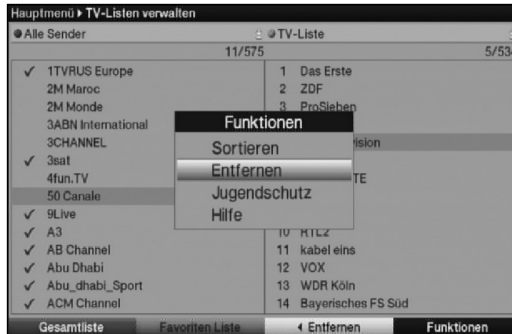 Hauptmenü ▸ TV-Listen verwalten
Alle Sender
TV-Liste
11/575
5/534
✓ 1TVRUS Europe
2M Maroc
2M Monde
3ABN International
3CHANNEL
✓ 3sat
4fun.TV
50 Canale
✓ 9Live
✓ A3
✓ AB Channel
✓ Abu Dhabi
✓ Abu_dhabi_Sport
✓ ACM Channel
1 Das Erste
2 ZDF
3 ProSieben
10 RTL2
11 kabel eins
12 VOX
13 WDR Köln
14 Bayerisches FS Süd
Funktionen
Sortieren
Entfernen
Jugendschutz
Hilfe
Gesamtliste
Favoriten Liste
Entfernen
Funktionen